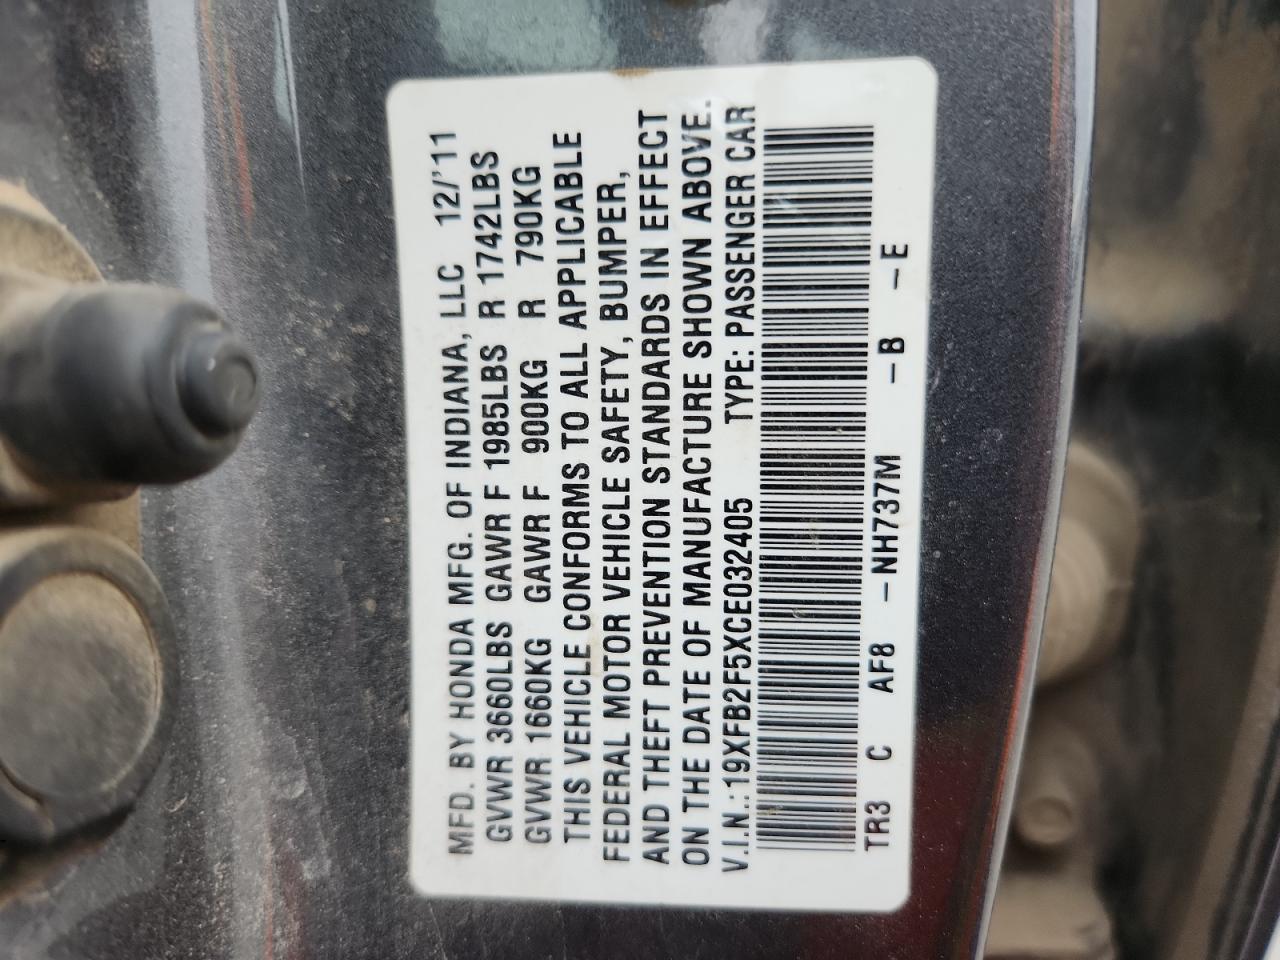 MFD. BY HONDA MFG. OF INDIANA, LLC 12/'11
GVWR 3660LBS GAWR F 1985LBS R 1742LBS
GVWR 1660KG GAWR F 900KG R 790KG
THIS VEHICLE CONFORMS TO ALL APPLICABLE
FEDERAL MOTOR VEHICLE SAFETY, BUMPER,
AND THEFT PREVENTION STANDARDS IN EFFECT
ON THE DATE OF MANUFACTURE SHOWN ABOVE.
V.I.N.:19XFB2F5XCE032405 TYPE: PASSENGER CAR
TR3 C AF8 -NH737M -B -E